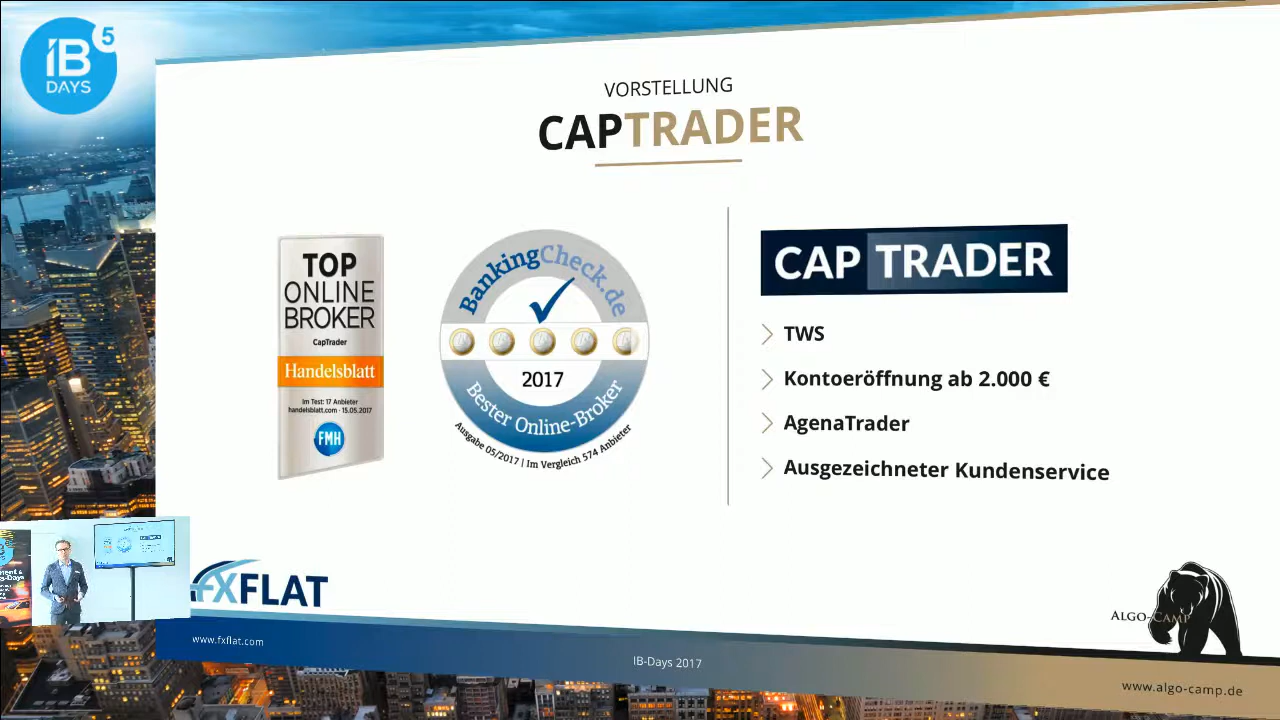 IB 5
DAYS
VORSTELLUNG
CAPTRADER
TOP
ONLINE
BROKER
CapTrader
Handelsblatt
Im Test: 17 Anbieter
handelsblatt.com · 15.05.2017
FMH
BankingCheck.de
2017
Bester Online-Broker
Ausgabe 05/2017 | Im Vergleich 574 Anbieter
CAP TRADER
TWS
Kontoeröffnung ab 2.000 €
AgenaTrader
Ausgezeichneter Kundenservice
FXFLAT
ALGO-CAMP
www.fxflat.com
IB-Days 2017
www.algo-camp.de